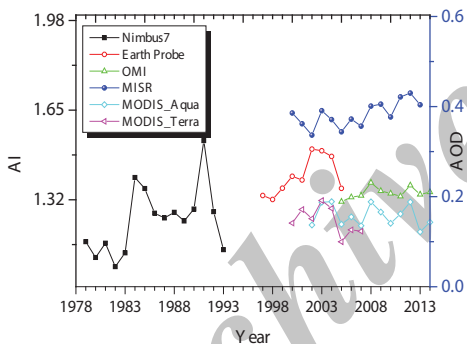 1.98
1.65
1.32
AI
Nimbus7
Earth Probe
OMI
MISR
MODIS_Aqua
MODIS_Terra
0.6
0.4
0.2
0.0
AOD
1978 1983 1988 1993 1998 2003 2008 2013
Year
chive